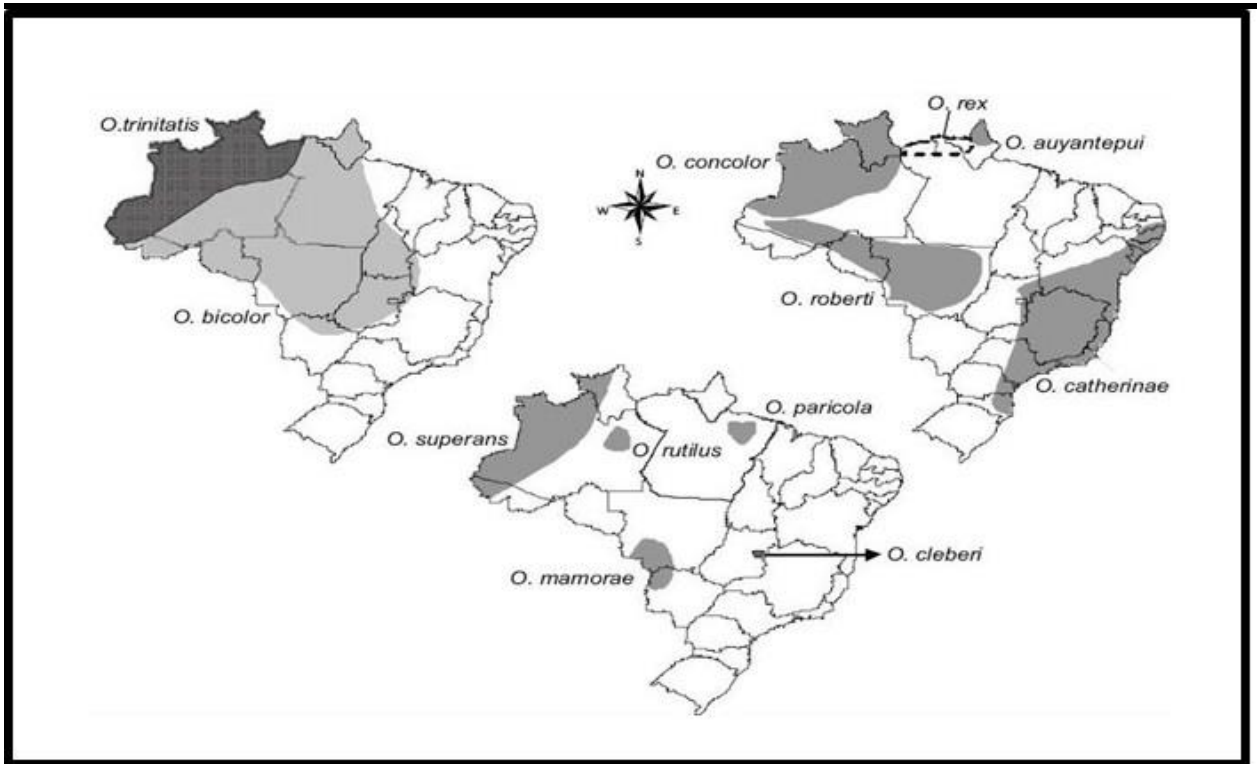 O.trinitatis
O. bicolor
N
W E
S
O. rex
O. auyantepui
O. concolor
O. roberti
O. catherinae
O. paricola
O. superans
O. rutilus
O. cleberi
O. mamorae